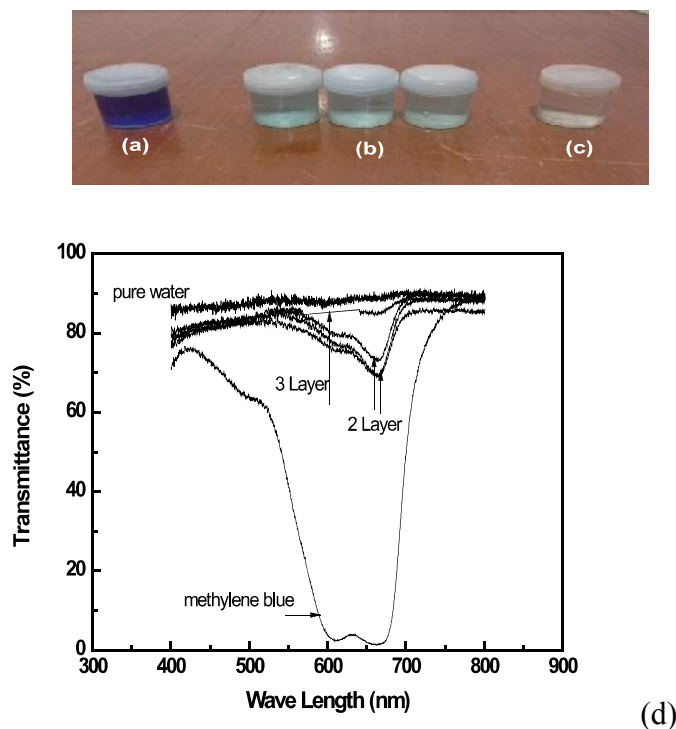 (a)
(b)
(c)
100
80
60
40
20
0
Transmittance (%)
pure water
3 Layer
2 Layer
methylene blue
300
400
500
600
700
800
900
Wave Length (nm)
(d)